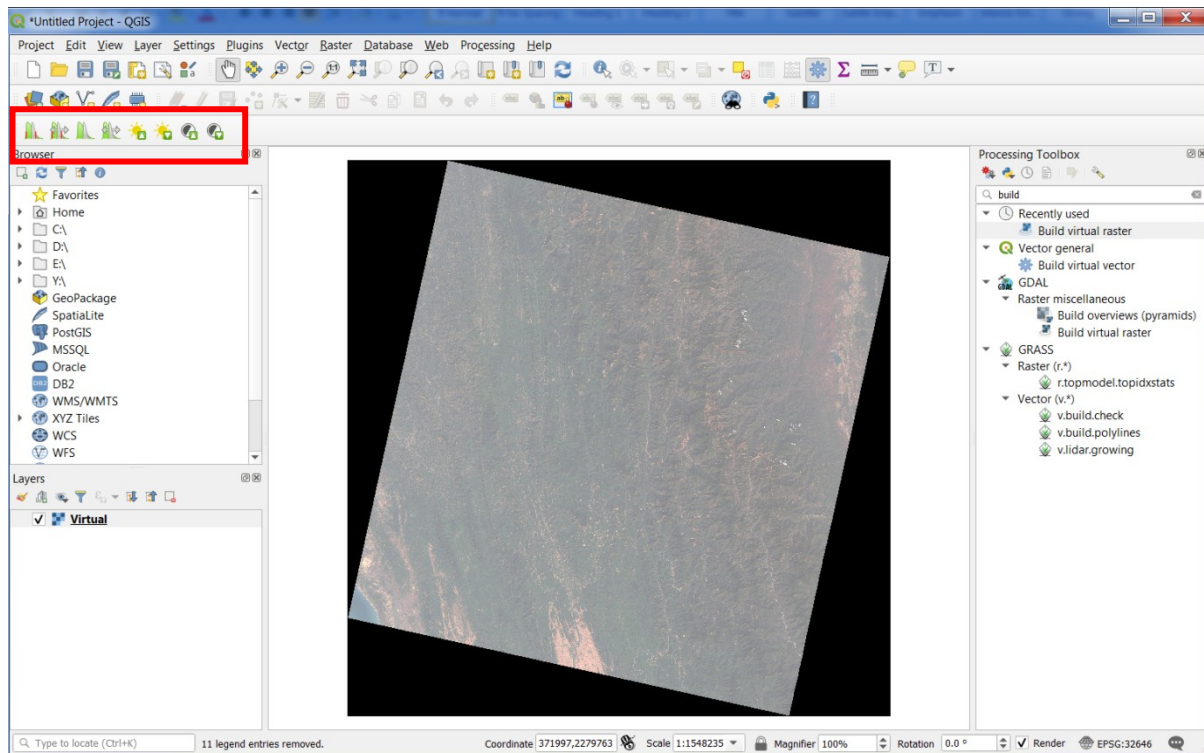 *Untitled Project - QGIS
Project Edit View Layer Settings Plugins Vector Raster Database Web Processing Help
Browser
Favorites
Home
C:\
D:\
E:\
Y:\
GeoPackage
SpatiaLite
PostGIS
MSSQL
Oracle
DB2
WMS/WMTS
XYZ Tiles
WCS
WFS
Layers
Virtual
Processing Toolbox
build
Recently used
Build virtual raster
Vector general
Build virtual vector
GDAL
Raster miscellaneous
Build overviews (pyramids)
Build virtual raster
GRASS
Raster (r.*)
r.topmodel.topidxstats
Vector (v.*)
v.build.check
v.build.polylines
v.lidar.growing
Type to locate (Ctrl+K) 11 legend entries removed. Coordinate 371997,2279763 Scale 1:1548235 Magnifier 100% Rotation 0.0 ° Render EPSG:32646